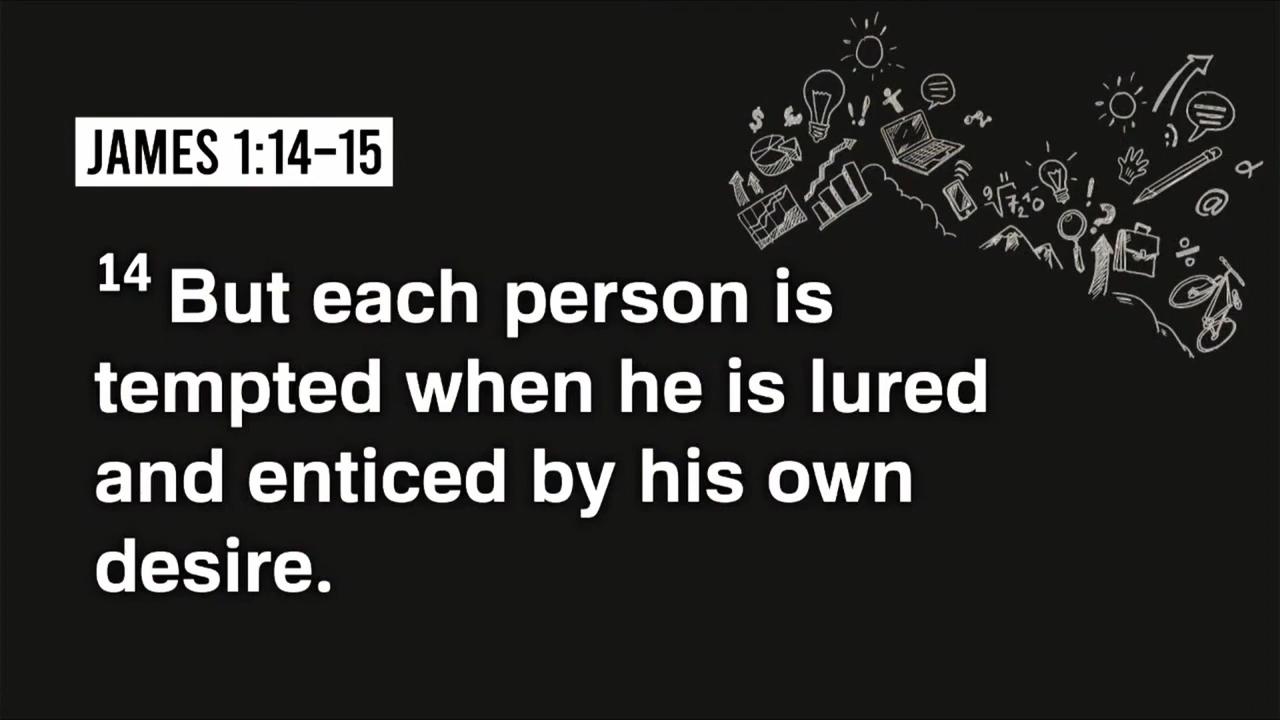 JAMES 1:14–15
14 But each person is
tempted when he is lured
and enticed by his own
desire.